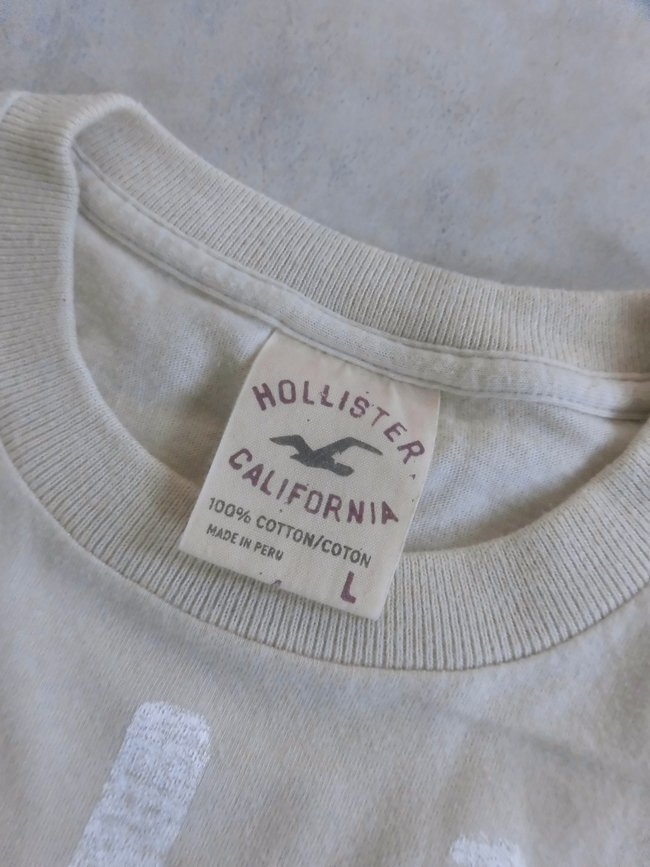 HOLLISTER
CALIFORNIA
100% COTTON/COTON
MADE IN PERU
L